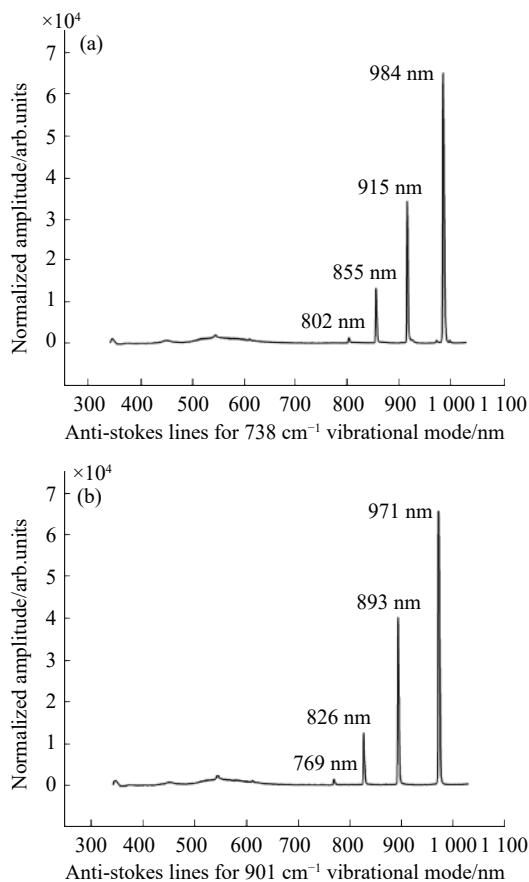 ×10⁴
(a)
7
6
5
4
3
2
1
0
984 nm
915 nm
855 nm
802 nm
Normalized amplitude/arb.units
300 400 500 600 700 800 900 1 000 1 100
Anti-stokes lines for 738 cm⁻¹ vibrational mode/nm
×10⁴
(b)
7
6
5
4
3
2
1
0
971 nm
893 nm
826 nm
769 nm
Normalized amplitude/arb.units
300 400 500 600 700 800 900 1 000 1 100
Anti-stokes lines for 901 cm⁻¹ vibrational mode/nm